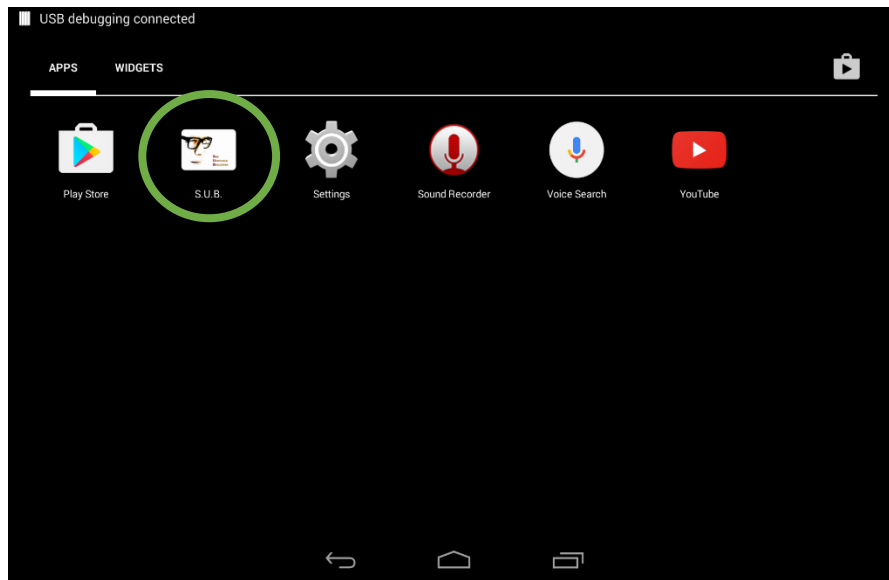 USB debugging connected
APPS WIDGETS
Play Store S.U.B. Settings Sound Recorder Voice Search YouTube